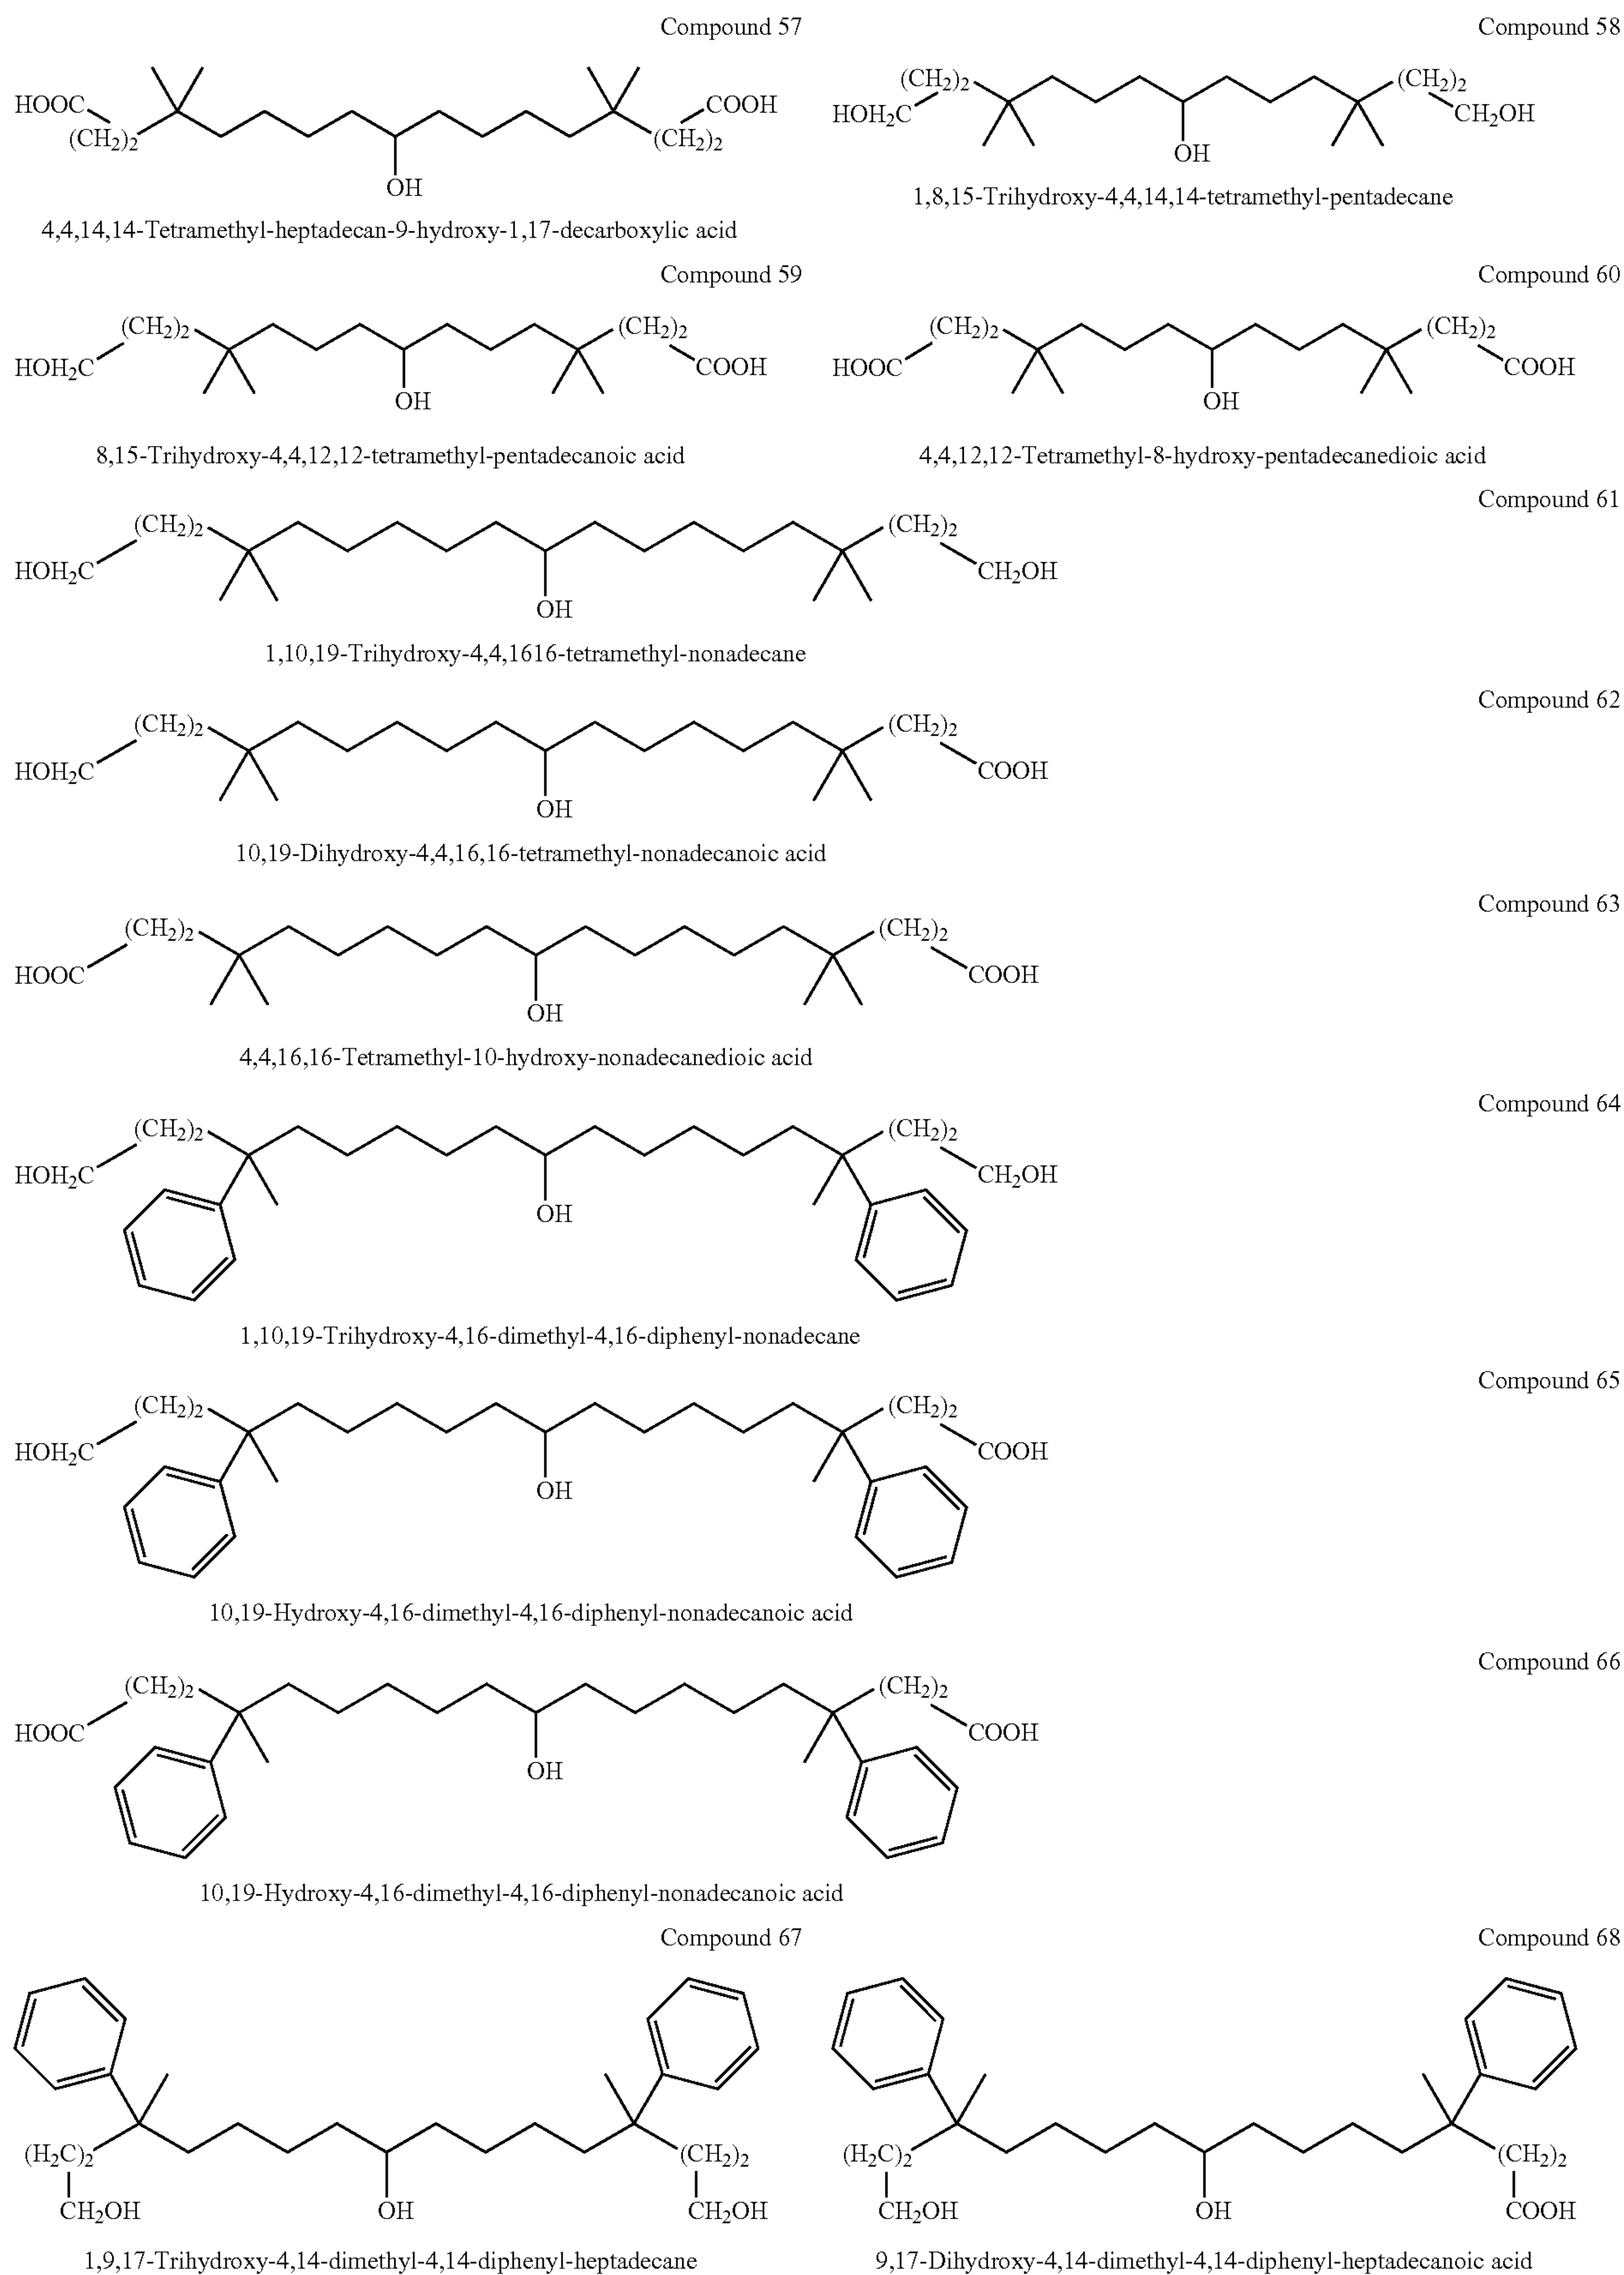 Compound 57
HOOC
(CH₂)₂
OH
(CH₂)₂
COOH
4,4,14,14-Tetramethyl-heptadecan-9-hydroxy-1,17-decarboxylic acid
Compound 58
HOH₂C
(CH₂)₂
OH
(CH₂)₂
CH₂OH
1,8,15-Trihydroxy-4,4,14,14-tetramethyl-pentadecane
Compound 59
HOH₂C
(CH₂)₂
OH
(CH₂)₂
COOH
8,15-Trihydroxy-4,4,12,12-tetramethyl-pentadecanoic acid
Compound 60
HOOC
(CH₂)₂
OH
(CH₂)₂
COOH
4,4,12,12-Tetramethyl-8-hydroxy-pentadecanedioic acid
Compound 61
HOH₂C
(CH₂)₂
OH
(CH₂)₂
CH₂OH
1,10,19-Trihydroxy-4,4,1616-tetramethyl-nonadecane
Compound 62
HOH₂C
(CH₂)₂
OH
(CH₂)₂
COOH
10,19-Dihydroxy-4,4,16,16-tetramethyl-nonadecanoic acid
Compound 63
HOOC
(CH₂)₂
OH
(CH₂)₂
COOH
4,4,16,16-Tetramethyl-10-hydroxy-nonadecanedioic acid
Compound 64
HOH₂C
(CH₂)₂
OH
(CH₂)₂
CH₂OH
1,10,19-Trihydroxy-4,16-dimethyl-4,16-diphenyl-nonadecane
Compound 65
HOH₂C
(CH₂)₂
OH
(CH₂)₂
COOH
10,19-Hydroxy-4,16-dimethyl-4,16-diphenyl-nonadecanoic acid
Compound 66
HOOC
(CH₂)₂
OH
(CH₂)₂
COOH
10,19-Hydroxy-4,16-dimethyl-4,16-diphenyl-nonadecanoic acid
Compound 67
(H₂C)₂
CH₂OH
OH
(CH₂)₂
CH₂OH
1,9,17-Trihydroxy-4,14-dimethyl-4,14-diphenyl-heptadecane
Compound 68
(H₂C)₂
CH₂OH
OH
(CH₂)₂
COOH
9,17-Dihydroxy-4,14-dimethyl-4,14-diphenyl-heptadecanoic acid